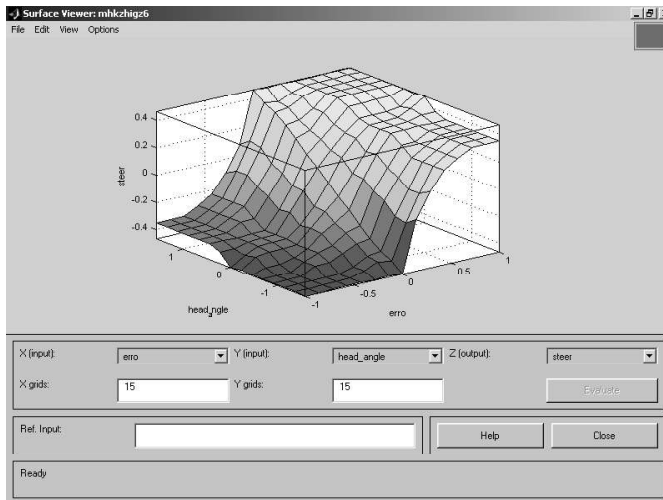 Surface Viewer: mhkzhigz6
File Edit View Options
0.4
0.2
0
-0.2
-0.4
steer
1
0
-1
head_angle
-1
-0.5
0
0.5
1
erro
X (input): erro Y (input): head_angle Z (output): steer
X grids: 15 Y grids: 15 Evaluate
Ref. Input: Help Close
Ready